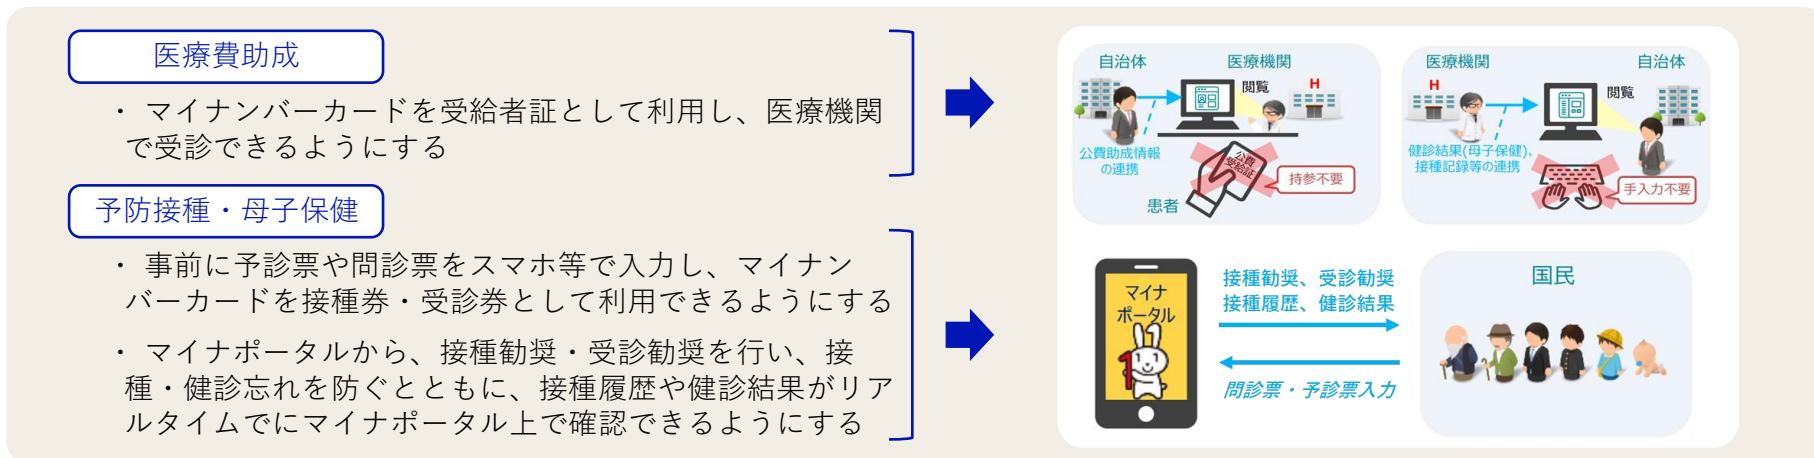 医療費助成
・ マイナンバーカードを受給者証として利用し、医療機関
で受診できるようにする
予防接種・母子保健
・ 事前に予診票や問診票をスマホ等で入力し、マイナン
バーカードを接種券・受診券として利用できるようにする
・ マイナポータルから、接種勧奨・受診勧奨を行い、接
種・健診忘れを防ぐとともに、接種履歴や健診結果がリア
ルタイムでにマイナポータル上で確認できるようにする
自治体
医療機関
閲覧
H
公費助成情報
の連携
公費
受給証
持参不要
患者
医療機関
自治体
H
閲覧
健診結果(母子保健)、
接種記録等の連携
手入力不要
マイナ
ポータル
1
接種勧奨、受診勧奨
接種履歴、健診結果
問診票・予診票入力
国民